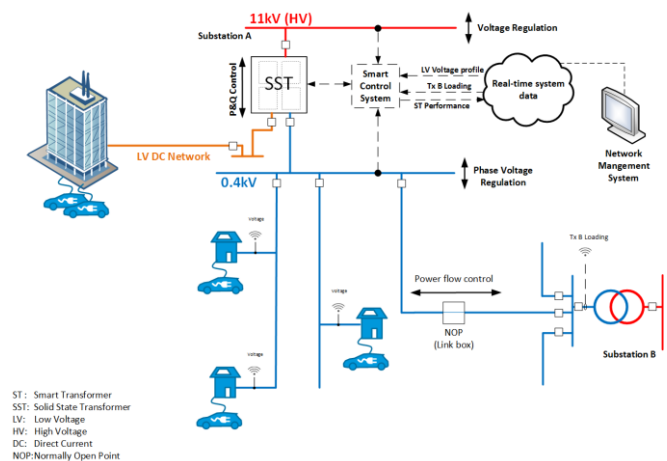 11kV (HV)
Substation A
Voltage Regulation
P&Q Control
SST
Smart
Control
System
LV Voltage profile
Tx B Loading
ST Performance
Real-time system
data
Network
Mangement
System
LV DC Network
0.4kV
Phase Voltage
Regulation
Voltage
Voltage
Voltage
Voltage
Tx B Loading
Power flow control
NOP
(Link box)
Substation B
ST : Smart Transformer
SST: Solid State Transformer
LV: Low Voltage
HV: High Voltage
DC: Direct Current
NOP:Normally Open Point